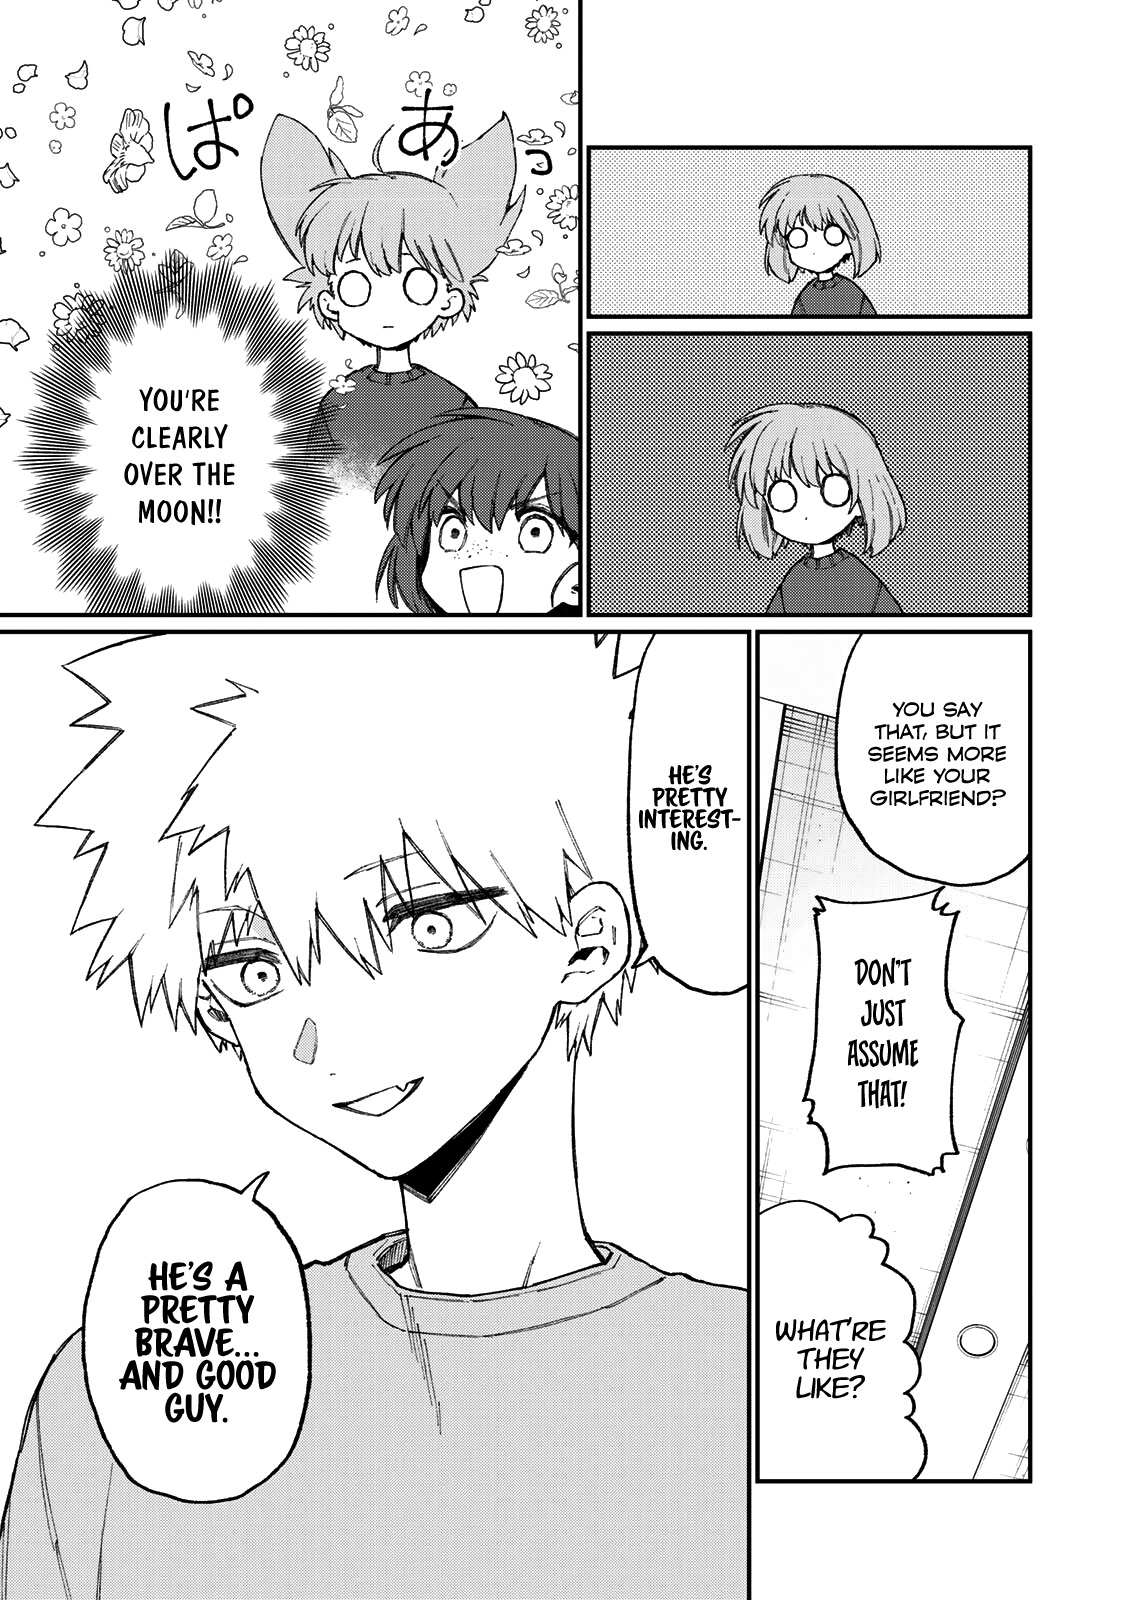 ぱあっ
YOU'RE
CLEARLY
OVER THE
MOON!!
YOU SAY
THAT, BUT IT
SEEMS MORE
LIKE YOUR
GIRLFRIEND?
DON'T
JUST
ASSUME
THAT!
WHAT'RE
THEY
LIKE?
HE'S
PRETTY
INTEREST-
ING.
HE'S A
PRETTY
BRAVE...
AND GOOD
GUY.